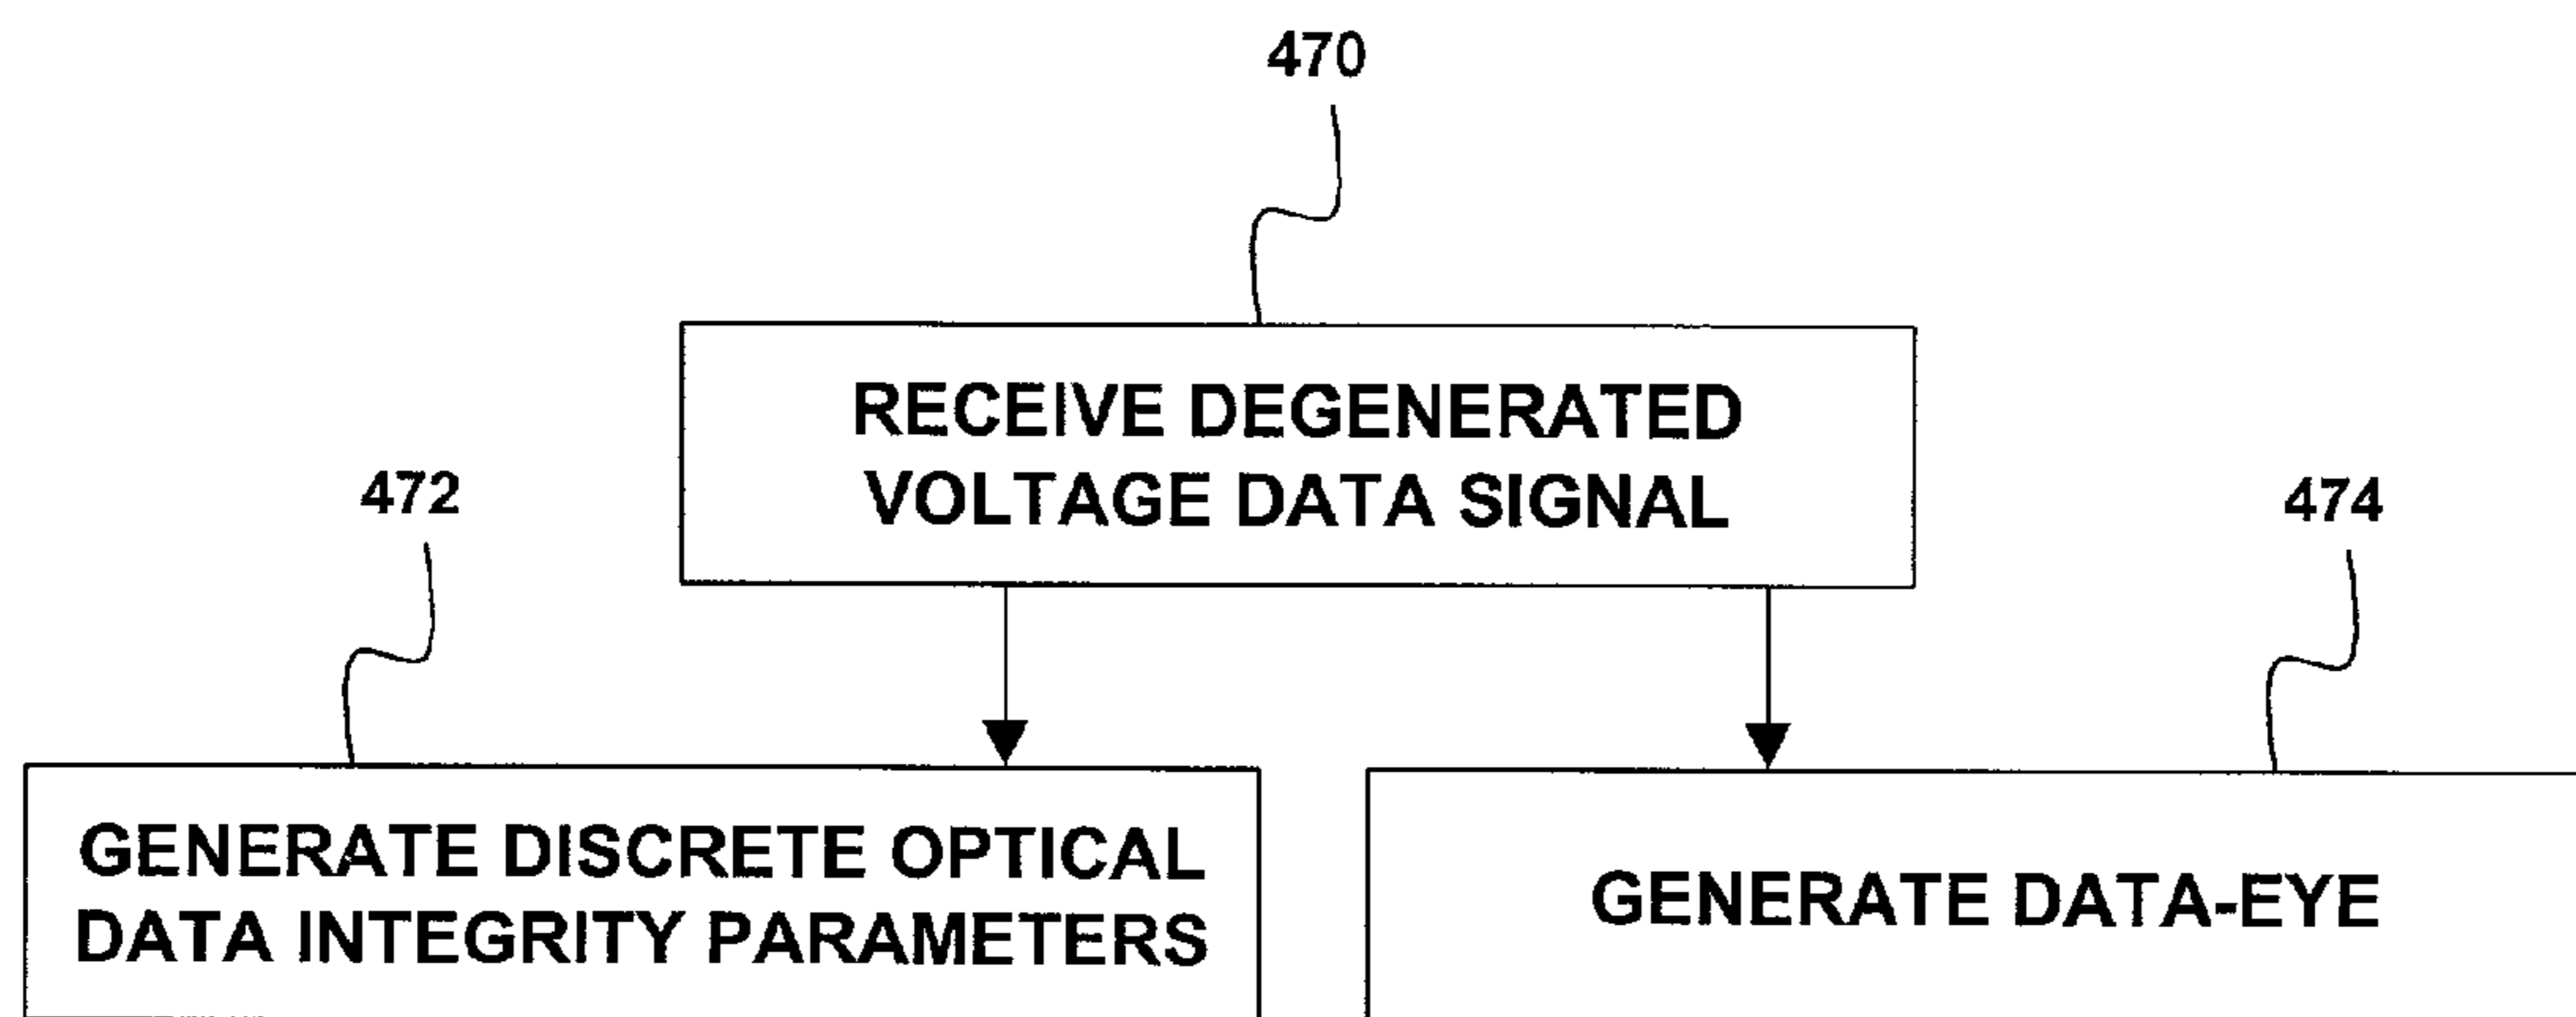 470
RECEIVE DEGENERATED
VOLTAGE DATA SIGNAL
472
474
GENERATE DISCRETE OPTICAL
DATA INTEGRITY PARAMETERS
GENERATE DATA-EYE